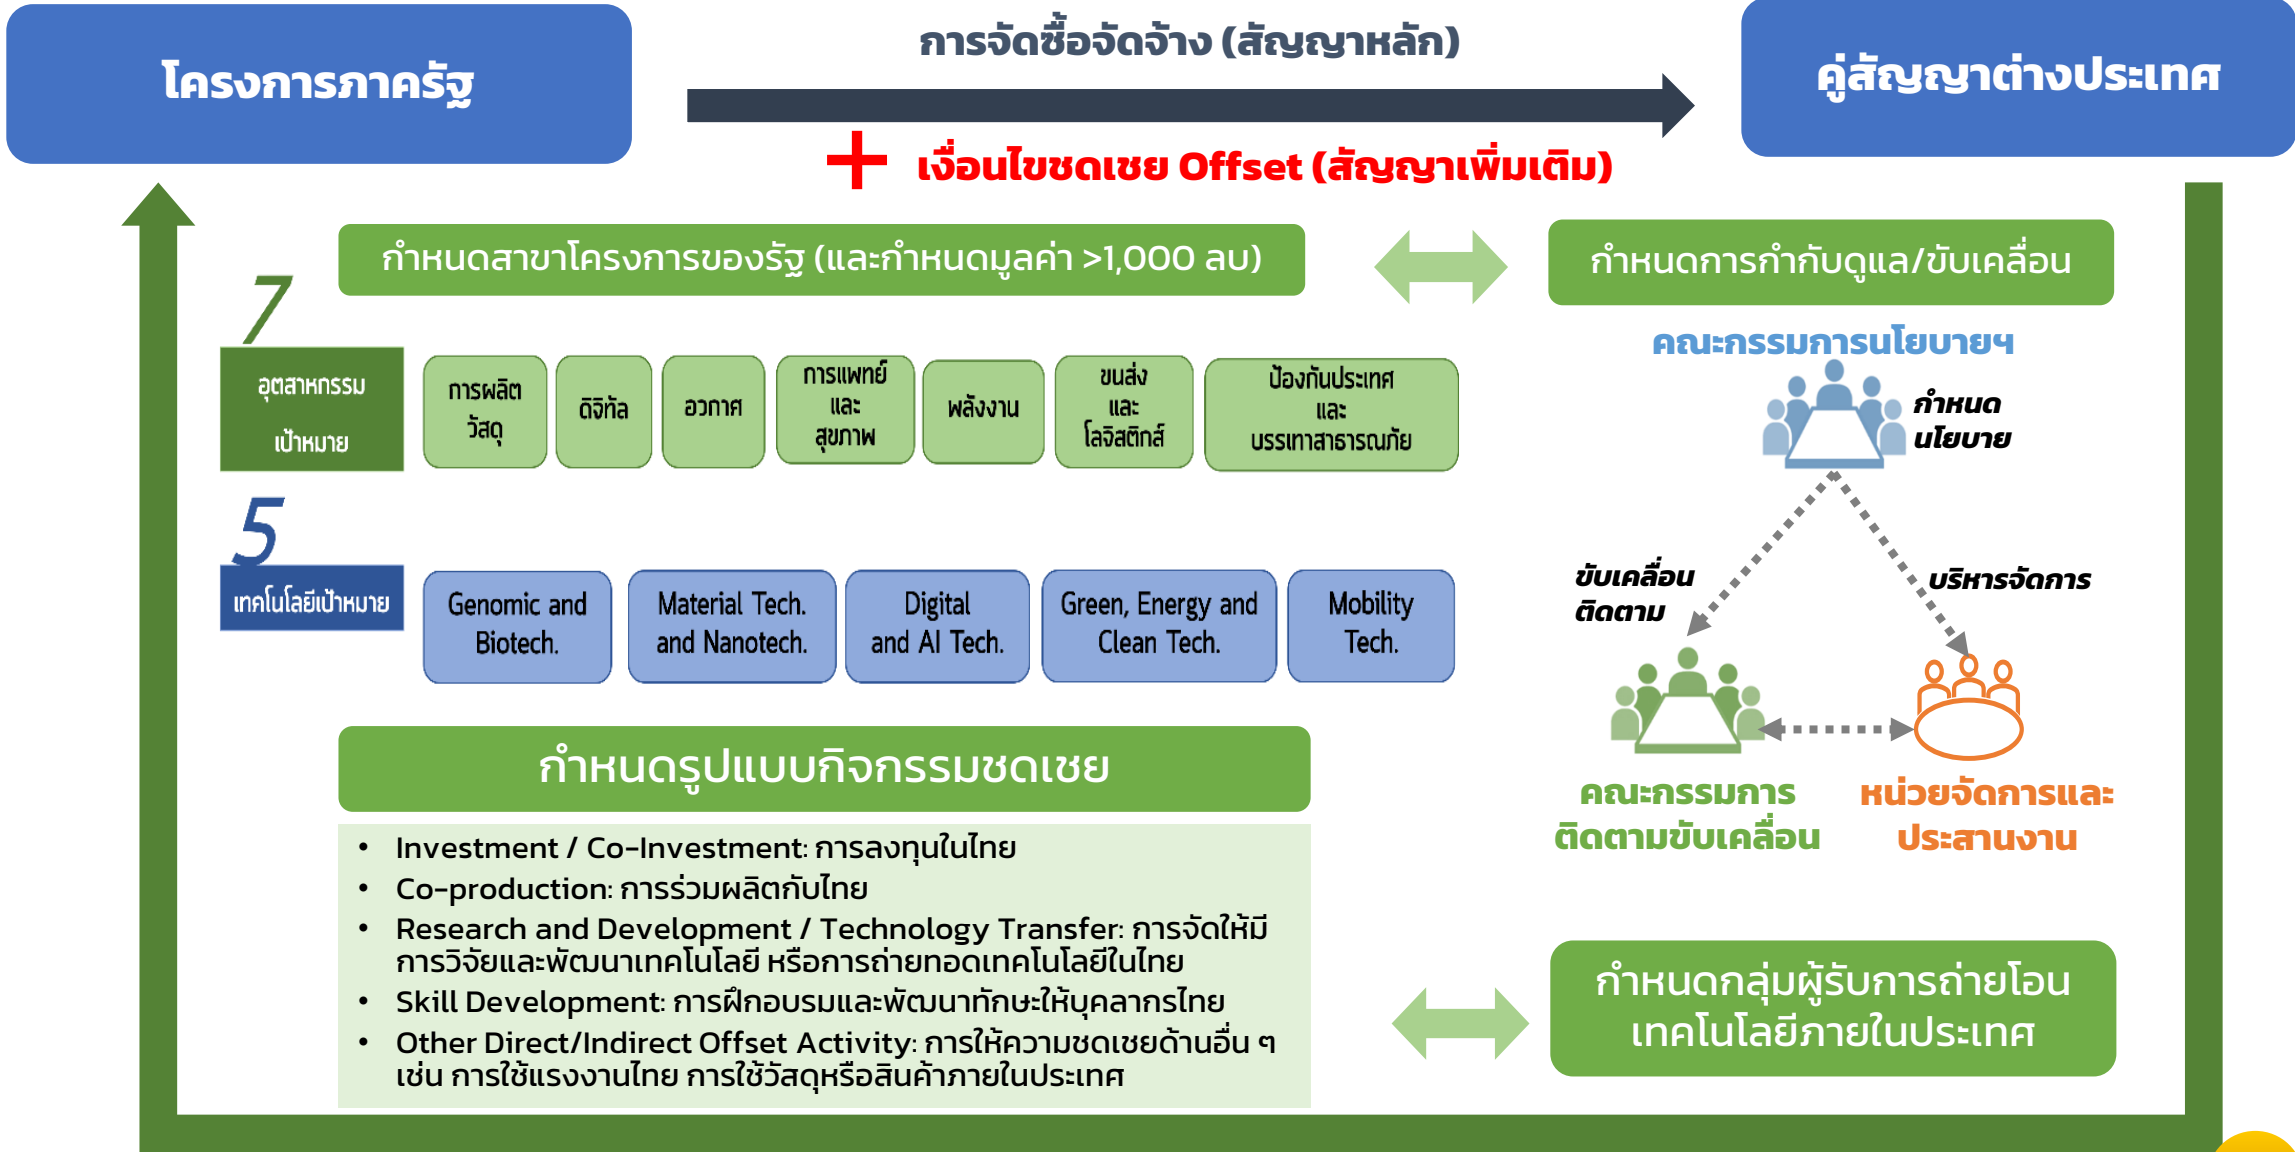 โครงการภาครัฐ
การจัดซื้อจัดจ้าง (สัญญาหลัก)
คู่สัญญาต่างประเทศ
+ เงื่อนไขชดเชย Offset (สัญญาเพิ่มเติม)
กำหนดสาขาโครงการของรัฐ (และกำหนดมูลค่า >1,000 ลบ)
กำหนดการกำกับดูแล/ขับเคลื่อน
7
อุตสาหกรรม
เป้าหมาย
การผลิต
วัสดุ
ดิจิทัล
อวกาศ
การแพทย์
และ
สุขภาพ
พลังงาน
ขนส่ง
และ
โลจิสติกส์
ป้องกันประเทศ
และ
บรรเทาสาธารณภัย
คณะกรรมการนโยบายฯ
กำหนด
นโยบาย
5
เทคโนโลยีเป้าหมาย
Genomic and
Biotech.
Material Tech.
and Nanotech.
Digital
and AI Tech.
Green, Energy and
Clean Tech.
Mobility
Tech.
ขับเคลื่อน
ติดตาม
บริหารจัดการ
คณะกรรมการ
ติดตามขับเคลื่อน
หน่วยจัดการและ
ประสานงาน
กำหนดรูปแบบกิจกรรมชดเชย
• Investment / Co-Investment: การลงทุนในไทย
• Co-production: การร่วมผลิตกับไทย
• Research and Development / Technology Transfer: การจัดให้มี
การวิจัยและพัฒนาเทคโนโลยี หรือการถ่ายทอดเทคโนโลยีในไทย
• Skill Development: การฝึกอบรมและพัฒนาทักษะให้บุคลากรไทย
• Other Direct/Indirect Offset Activity: การให้ความชดเชยด้านอื่น ๆ
เช่น การใช้แรงงานไทย การใช้วัสดุหรือสินค้าภายในประเทศ
กำหนดกลุ่มผู้รับการถ่ายโอน
เทคโนโลยีภายในประเทศ